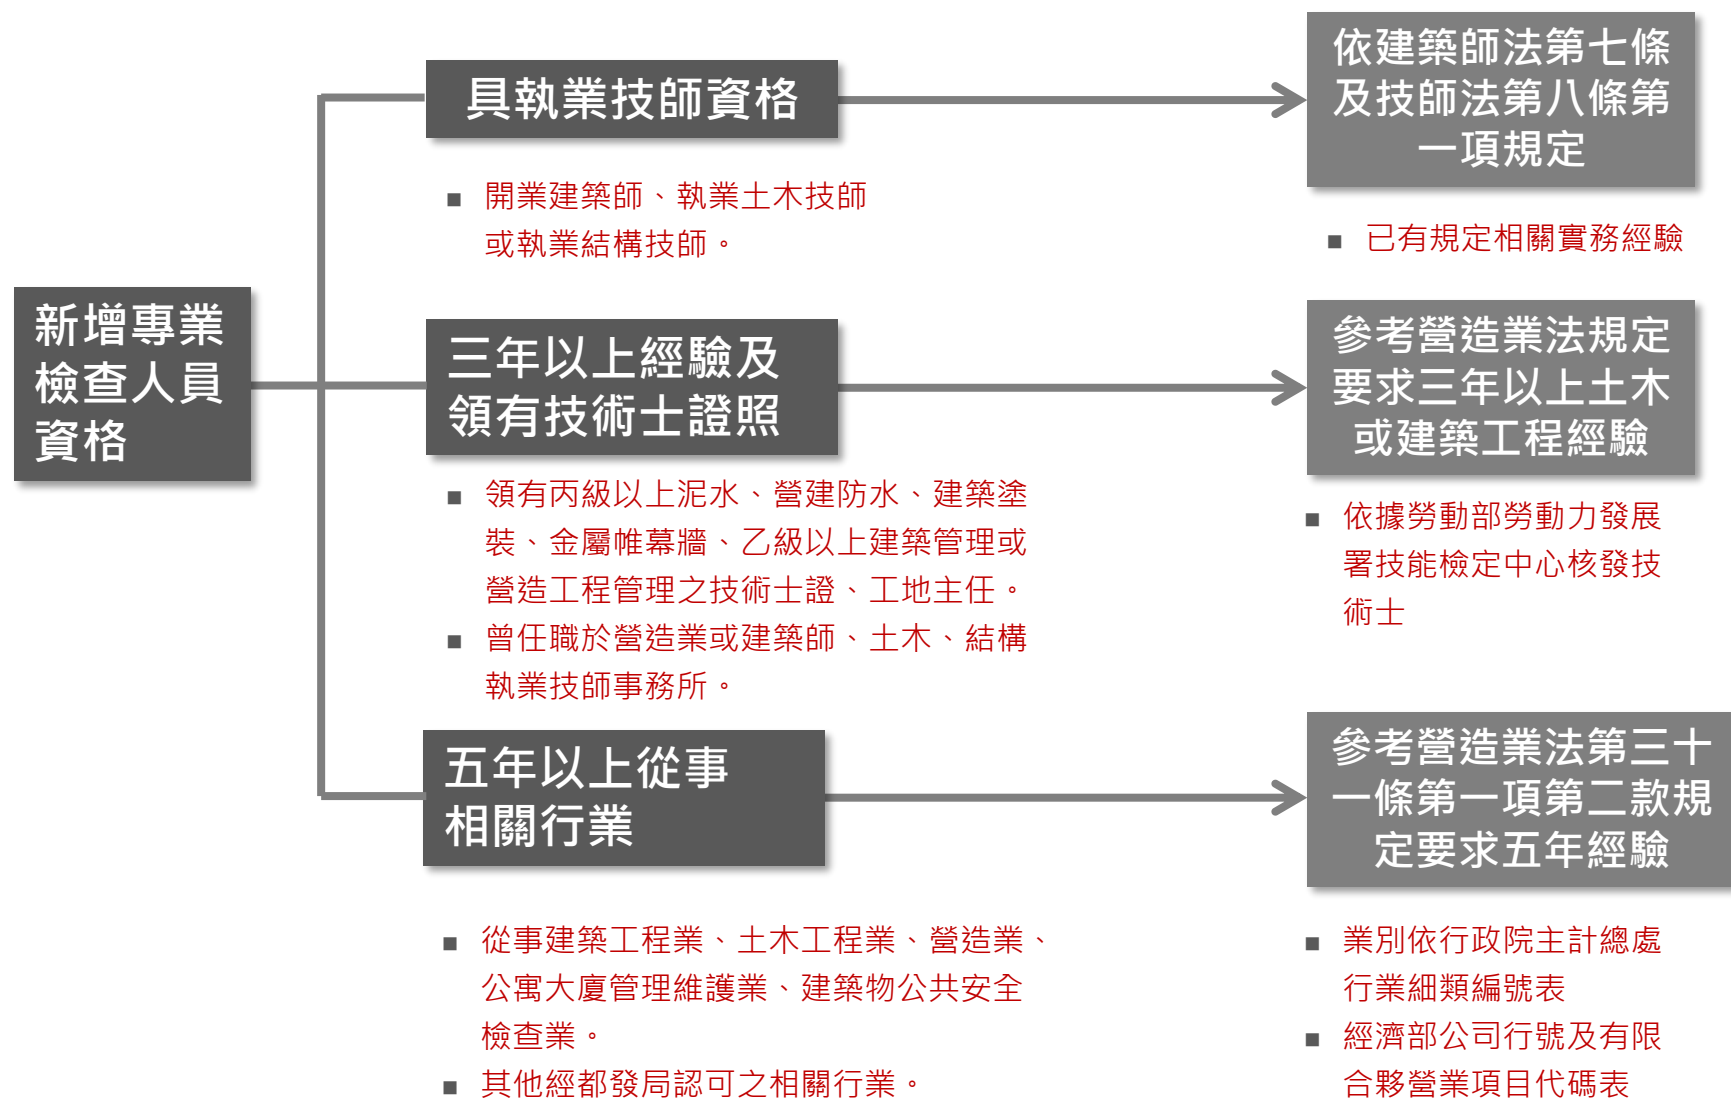 新增專業
檢查人員
資格
具執業技師資格
■ 開業建築師、執業土木技師
或執業結構技師。
依建築師法第七條
及技師法第八條第
一項規定
■ 已有規定相關實務經驗
三年以上經驗及
領有技術士證照
■ 領有丙級以上泥水、營建防水、建築塗
裝、金屬帷幕牆、乙級以上建築管理或
營造工程管理之技術士證、工地主任。
■ 曾任職於營造業或建築師、土木、結構
執業技師事務所。
參考營造業法規定
要求三年以上土木
或建築工程經驗
■ 依據勞動部勞動力發展
署技能檢定中心核發技
術士
五年以上從事
相關行業
■ 從事建築工程業、土木工程業、營造業、
公寓大廈管理維護業、建築物公共安全
檢查業。
■ 其他經都發局認可之相關行業。
參考營造業法第三十
一條第一項第二款規
定要求五年經驗
■ 業別依行政院主計總處
行業細類編號表
■ 經濟部公司行號及有限
合夥營業項目代碼表